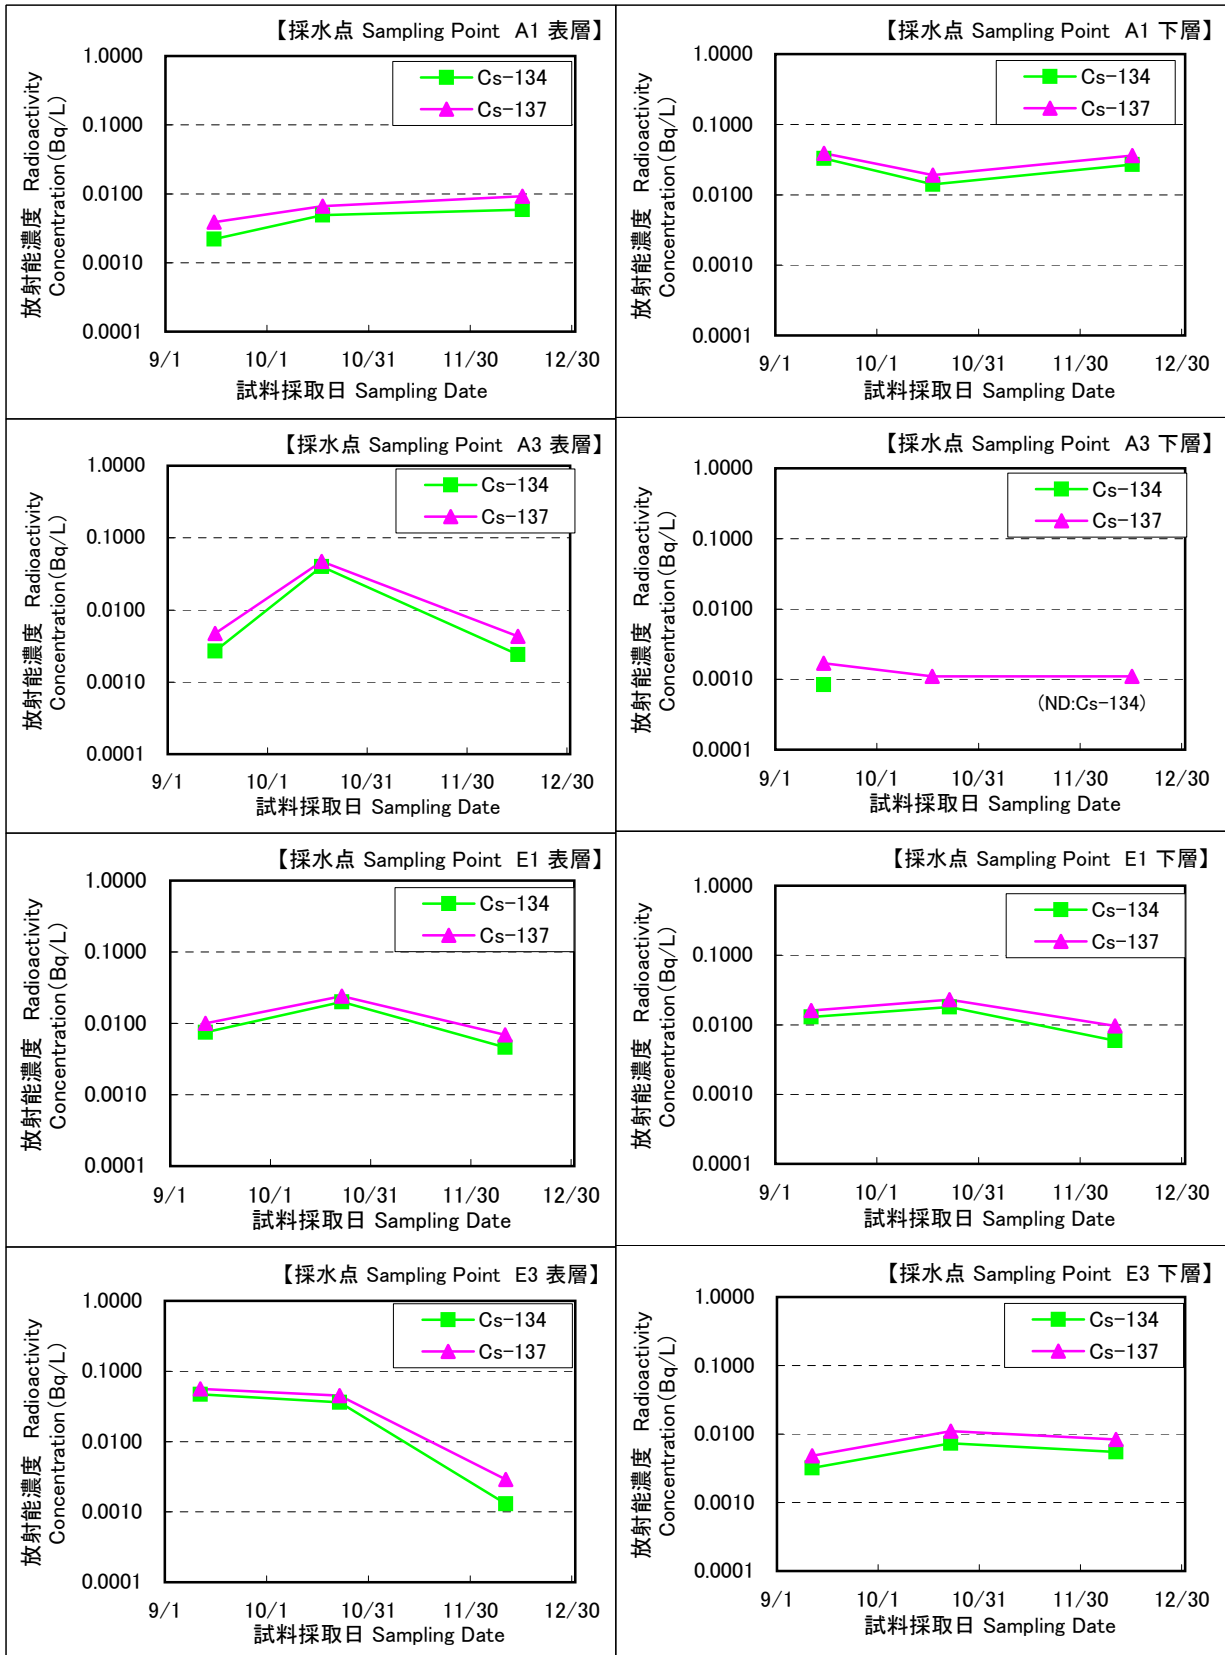 【採水点 Sampling Point A1 表層】
1.0000
0.1000
0.0100
0.0010
0.0001
放射能濃度 Radioactivity
Concentration(Bq/L)
Cs-134
Cs-137
9/1 10/1 10/31 11/30 12/30
試料採取日 Sampling Date
【採水点 Sampling Point A1 下層】
1.0000
0.1000
0.0100
0.0010
0.0001
放射能濃度 Radioactivity
Concentration(Bq/L)
Cs-134
Cs-137
9/1 10/1 10/31 11/30 12/30
試料採取日 Sampling Date
【採水点 Sampling Point A3 表層】
1.0000
0.1000
0.0100
0.0010
0.0001
放射能濃度 Radioactivity
Concentration(Bq/L)
Cs-134
Cs-137
9/1 10/1 10/31 11/30 12/30
試料採取日 Sampling Date
【採水点 Sampling Point A3 下層】
1.0000
0.1000
0.0100
0.0010
0.0001
放射能濃度 Radioactivity
Concentration(Bq/L)
Cs-134
Cs-137
(ND:Cs-134)
9/1 10/1 10/31 11/30 12/30
試料採取日 Sampling Date
【採水点 Sampling Point E1 表層】
1.0000
0.1000
0.0100
0.0010
0.0001
放射能濃度 Radioactivity
Concentration(Bq/L)
Cs-134
Cs-137
9/1 10/1 10/31 11/30 12/30
試料採取日 Sampling Date
【採水点 Sampling Point E1 下層】
1.0000
0.1000
0.0100
0.0010
0.0001
放射能濃度 Radioactivity
Concentration(Bq/L)
Cs-134
Cs-137
9/1 10/1 10/31 11/30 12/30
試料採取日 Sampling Date
【採水点 Sampling Point E3 表層】
1.0000
0.1000
0.0100
0.0010
0.0001
放射能濃度 Radioactivity
Concentration(Bq/L)
Cs-134
Cs-137
9/1 10/1 10/31 11/30 12/30
試料採取日 Sampling Date
【採水点 Sampling Point E3 下層】
1.0000
0.1000
0.0100
0.0010
0.0001
放射能濃度 Radioactivity
Concentration(Bq/L)
Cs-134
Cs-137
9/1 10/1 10/31 11/30 12/30
試料採取日 Sampling Date